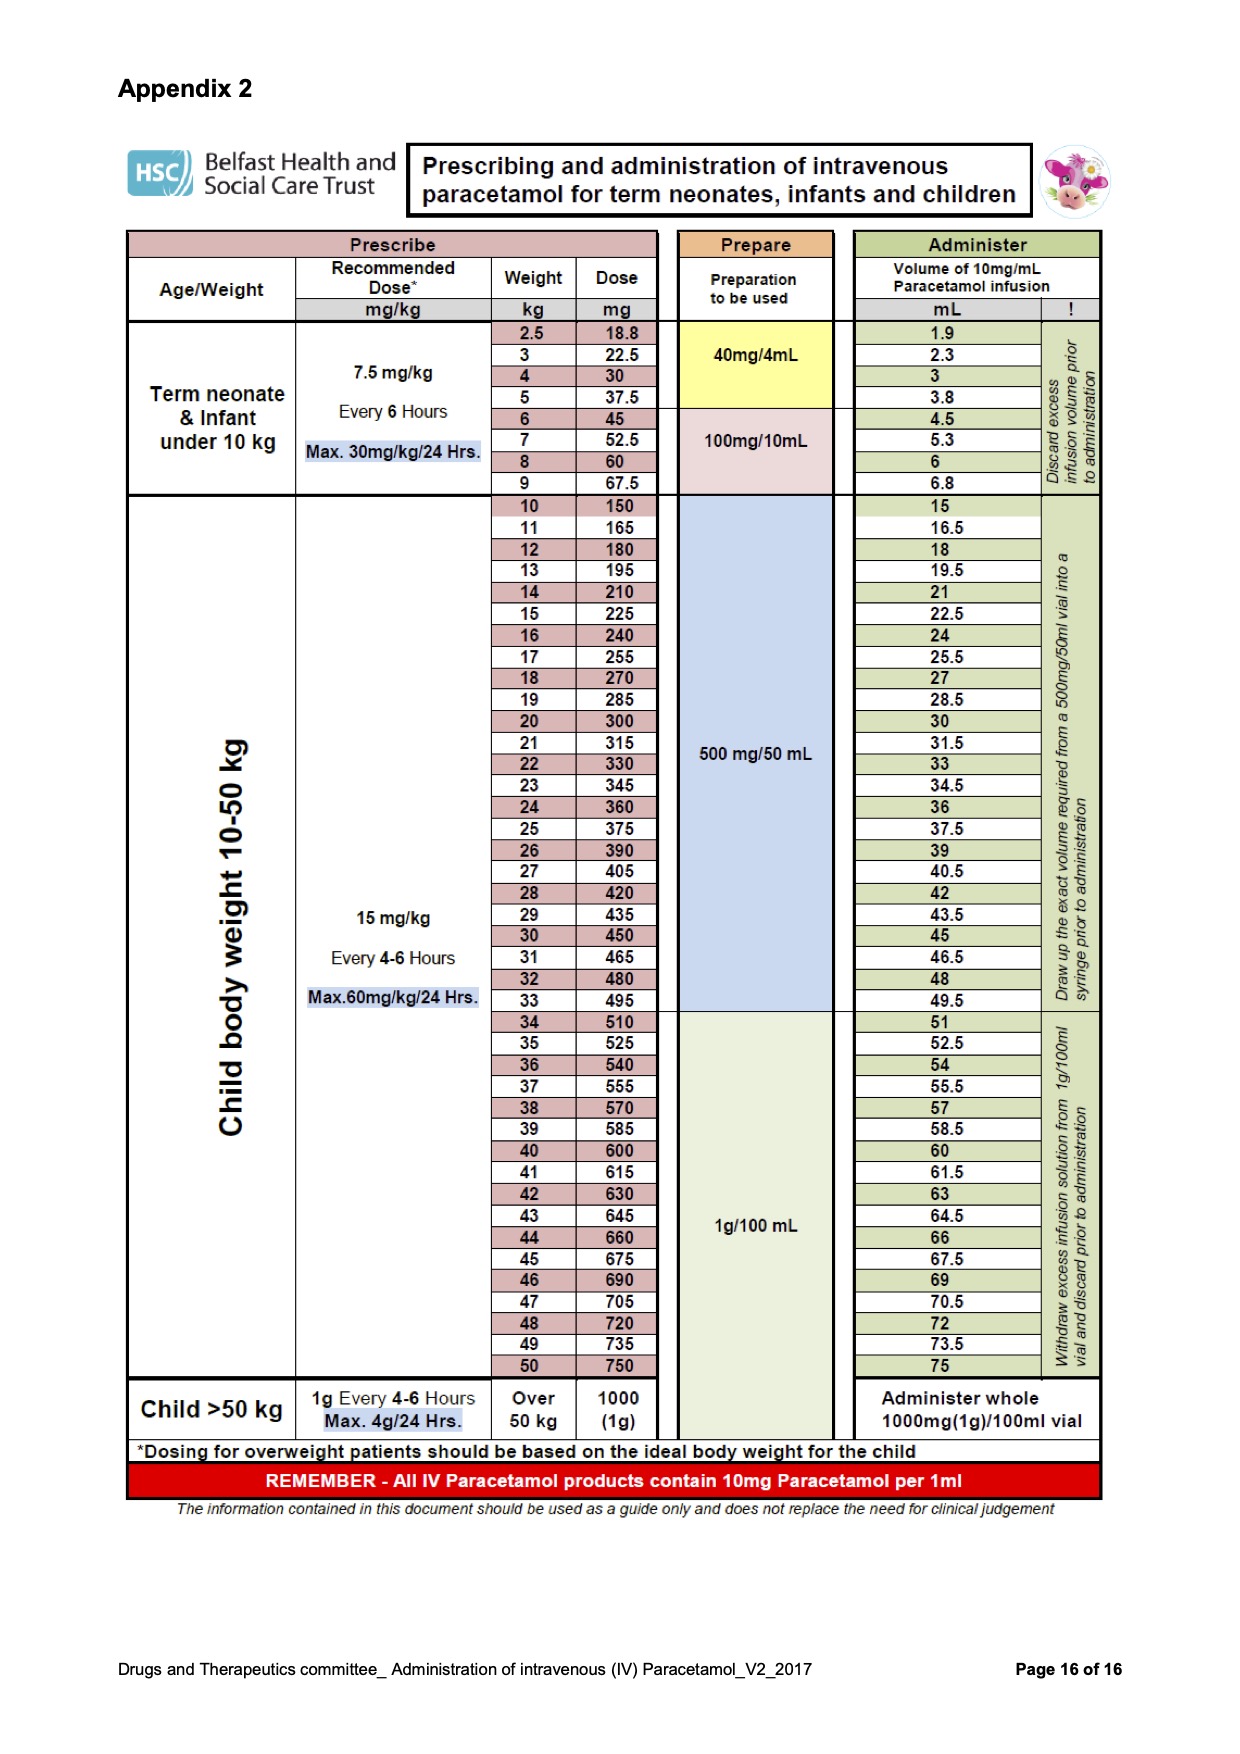 Appendix 2
HSC
Belfast Health and
Social Care Trust
Prescribing and administration of intravenous
paracetamol for term neonates, infants and children
Prescribe
Prepare
Administer
Age/Weight
Recommended
Dose*
Weight
Dose
Preparation
to be used
Volume of 10mg/mL
Paracetamol infusion
mg/kg
kg
mg
mL
!
Term neonate
& Infant
under 10 kg
7.5 mg/kg
Every 6 Hours
Max. 30mg/kg/24 Hrs.
40mg/4mL
100mg/10mL
2.5 18.8 1.9
3 22.5 2.3
4 30 3
5 37.5 3.8
6 45 4.5
7 52.5 5.3
8 60 6
9 67.5 6.8
Discard excess
infusion volume prior
to administration
Child body weight 10-50 kg
15 mg/kg
Every 4-6 Hours
Max.60mg/kg/24 Hrs.
500 mg/50 mL
10 150 15
11 165 16.5
12 180 18
13 195 19.5
14 210 21
15 225 22.5
16 240 24
17 255 25.5
18 270 27
19 285 28.5
20 300 30
21 315 31.5
22 330 33
23 345 34.5
24 360 36
25 375 37.5
26 390 39
27 405 40.5
28 420 42
29 435 43.5
30 450 45
31 465 46.5
32 480 48
33 495 49.5
Draw up the exact volume required from a 500mg/50ml vial into a
syringe prior to administration
1g/100 mL
34 510 51
35 525 52.5
36 540 54
37 555 55.5
38 570 57
39 585 58.5
40 600 60
41 615 61.5
42 630 63
43 645 64.5
44 660 66
45 675 67.5
46 690 69
47 705 70.5
48 720 72
49 735 73.5
50 750 75
Withdraw excess infusion solution from 1g/100ml
vial and discard prior to administration
Child >50 kg
1g Every 4-6 Hours
Max. 4g/24 Hrs.
Over
50 kg
1000
(1g)
Administer whole
1000mg(1g)/100ml vial
*Dosing for overweight patients should be based on the ideal body weight for the child
REMEMBER - All IV Paracetamol products contain 10mg Paracetamol per 1ml
The information contained in this document should be used as a guide only and does not replace the need for clinical judgement
Drugs and Therapeutics committee_ Administration of intravenous (IV) Paracetamol_V2_2017
Page 16 of 16